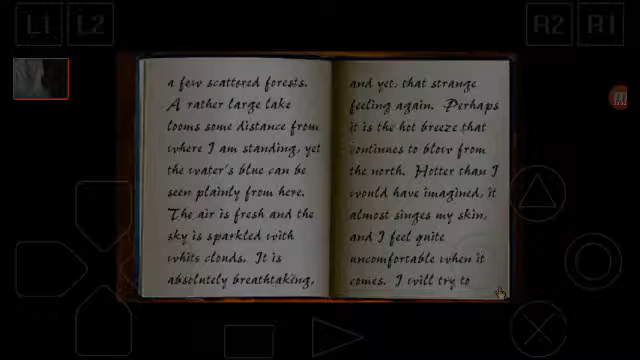 L1
L2
R2
R1
a few scattered forests.
A rather large lake
looms some distance from
where I am standing, yet
the water's blue can be
seen plainly from here.
The air is fresh and the
sky is sparkled with
white clouds. It is
absolutely breathtaking,
and yet, that strange
feeling again. Perhaps
it is the hot breeze that
continues to blow from
the north. Hotter than I
would have imagined, it
almost singes my skin,
and I feel quite
uncomfortable when it
comes. I will try to